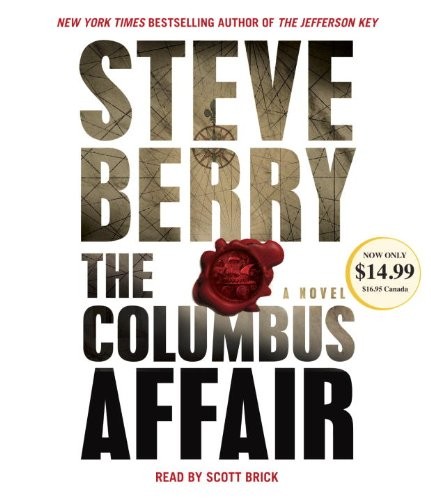 NEW YORK TIMES BESTSELLING AUTHOR OF THE JEFFERSON KEY
STEVE
BERRY
THE
A NOVEL
NOW ONLY
$14.99
$16.95 Canada
COLUMBUS
AFFAIR
READ BY SCOTT BRICK